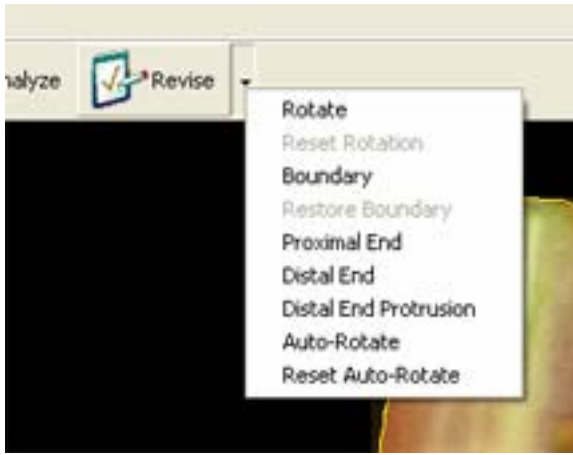 nalyze Revise
Rotate
Reset Rotation
Boundary
Restore Boundary
Proximal End
Distal End
Distal End Protrusion
Auto-Rotate
Reset Auto-Rotate